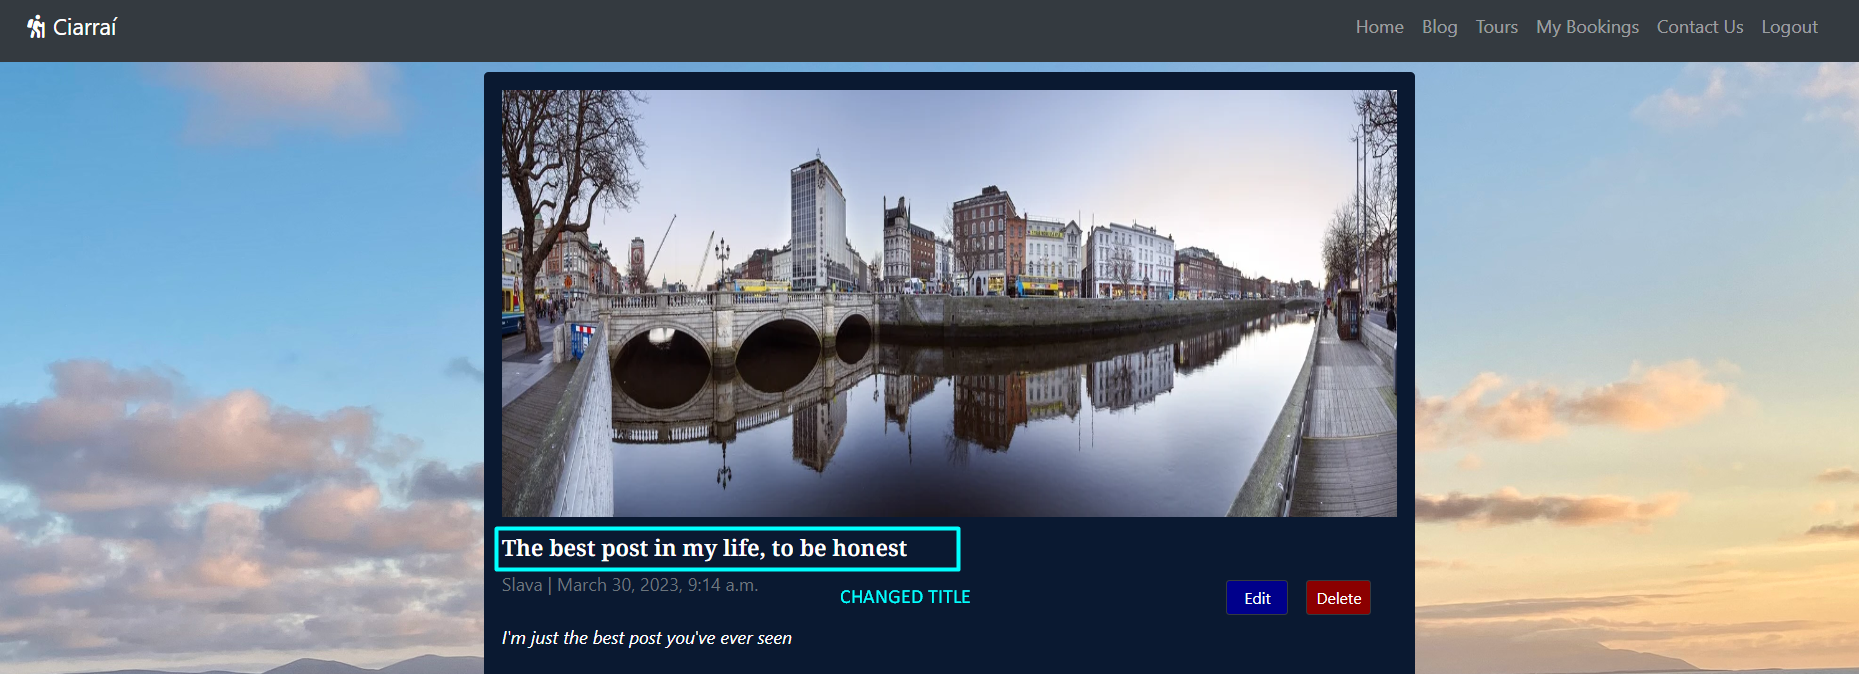 Ciarraí
Home Blog Tours My Bookings Contact Us Logout
The best post in my life, to be honest
Slava | March 30, 2023, 9:14 a.m.
CHANGED TITLE
Edit Delete
I'm just the best post you've ever seen